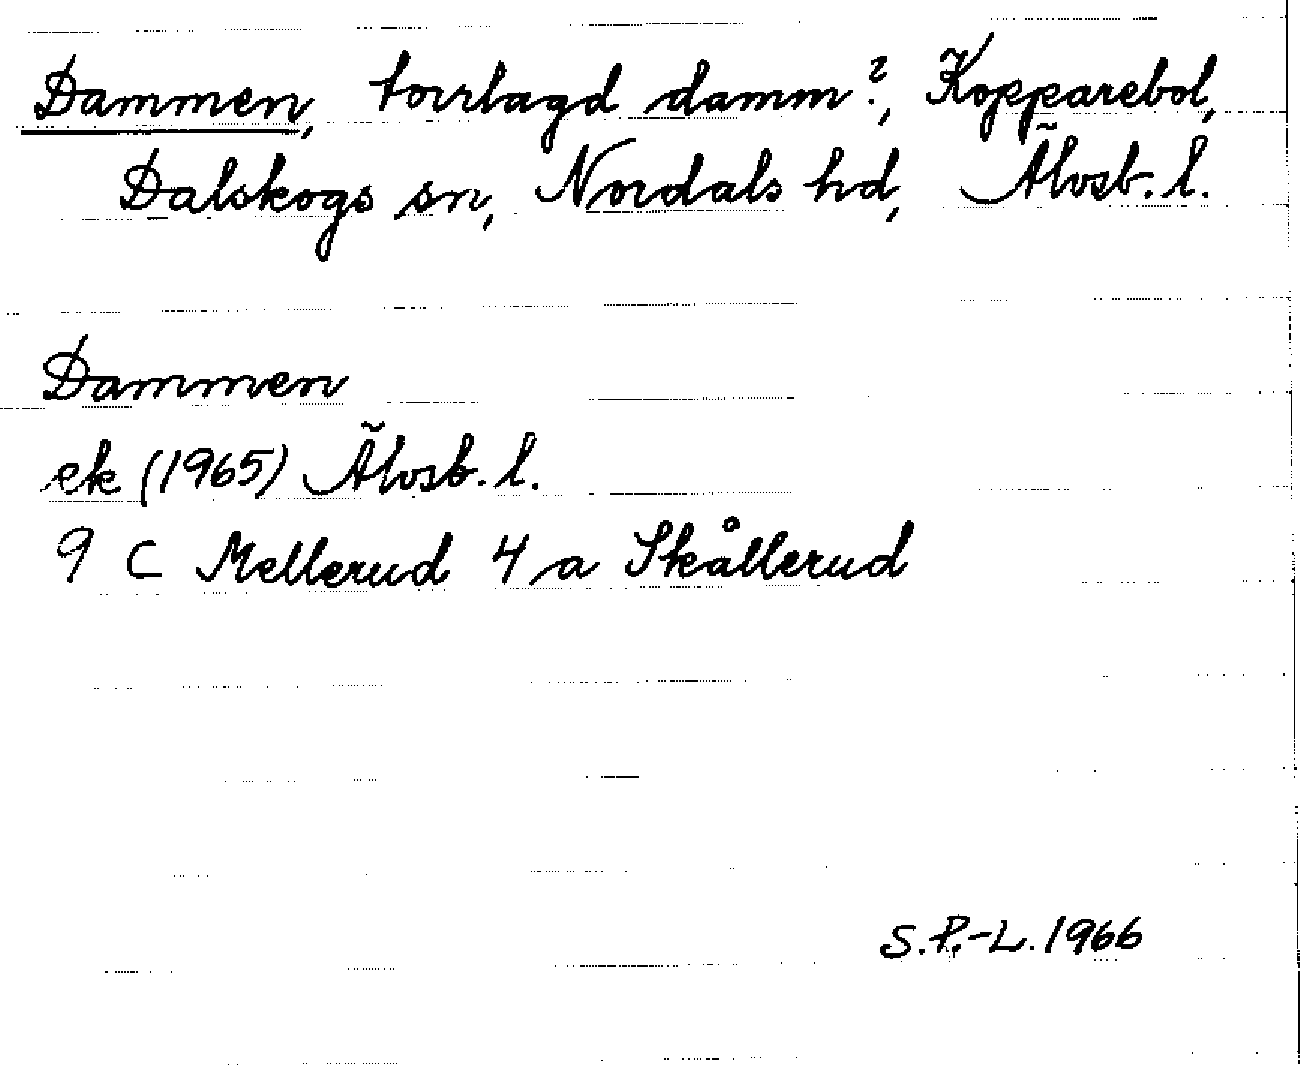 Dammen, torrlagd damm?, Kopparebol,
Dalskogs sn, Nordals hd, Älvsb. l.
Dammen
ek (1965) Älvsb. l.
9 C Mellerud 4 a Skållerud
S.P.-L. 1966